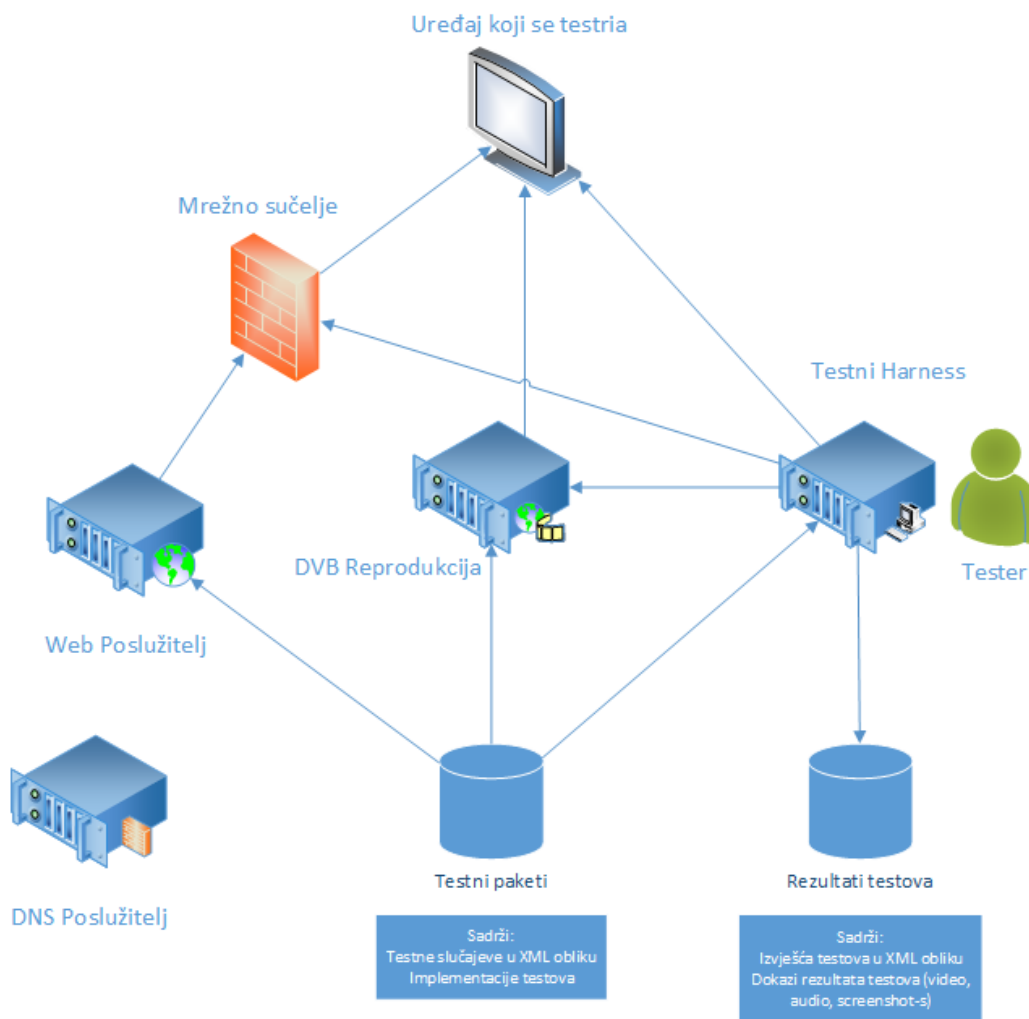 Uređaj koji se testria
Mrežno sučelje
Testni Harness
DVB Reprodukcija
Tester
Web Poslužitelj
DNS Poslužitelj
Testni paketi
Rezultati testova
Sadrži:
Testne slučajeve u XML obliku
Implementacije testova
Sadrži:
Izvješća testova u XML obliku
Dokazi rezultata testova (video,
audio, screenshot-s)